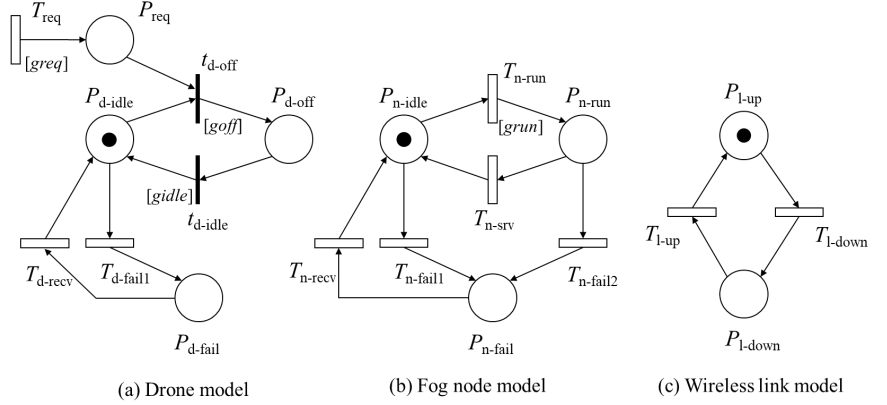 T_req
P_req
[greq]
t_d-off
P_d-idle
P_d-off
[goff]
[gidle]
t_d-idle
T_d-recv
T_d-fail1
P_d-fail
(a) Drone model
T_n-run
P_n-idle
P_n-run
[grun]
T_n-srv
T_n-recv
T_n-fail1
T_n-fail2
P_n-fail
(b) Fog node model
P_l-up
T_l-up
T_l-down
P_l-down
(c) Wireless link model